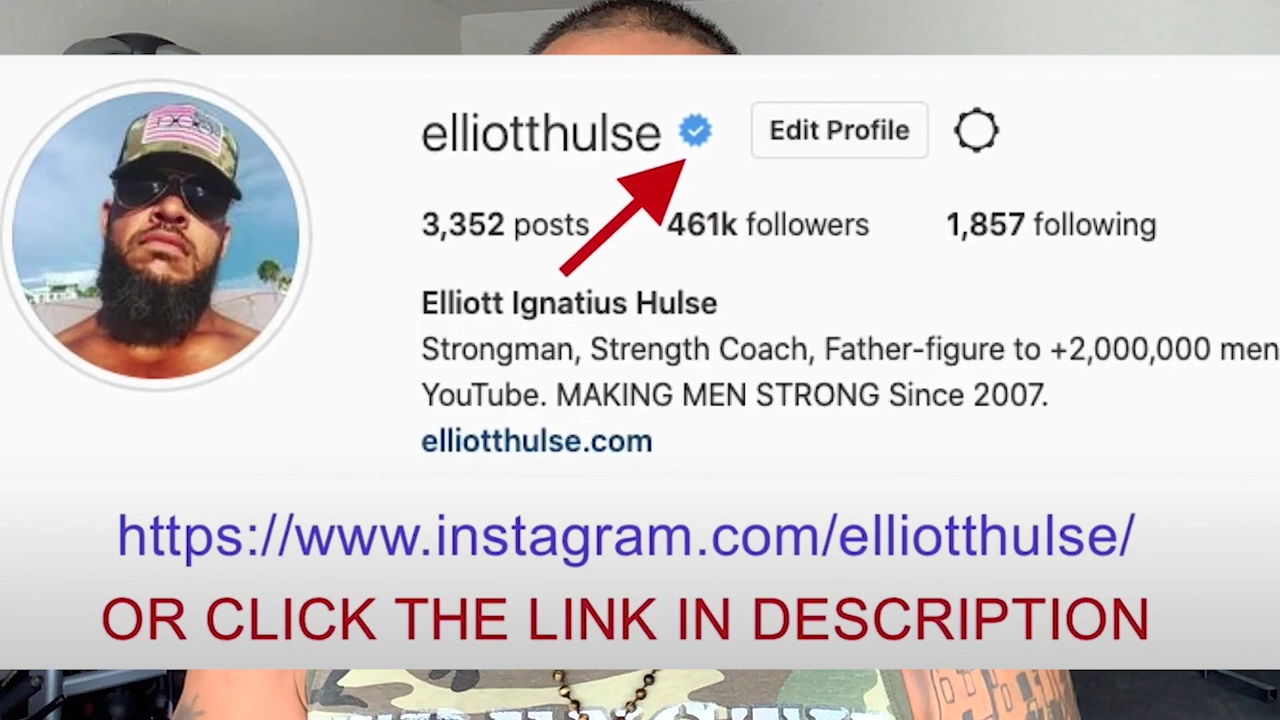 elliotthulse Edit Profile
3,352 posts 461k followers 1,857 following
Elliott Ignatius Hulse
Strongman, Strength Coach, Father-figure to +2,000,000 men
YouTube. MAKING MEN STRONG Since 2007.
elliotthulse.com
https://www.instagram.com/elliotthulse/
OR CLICK THE LINK IN DESCRIPTION